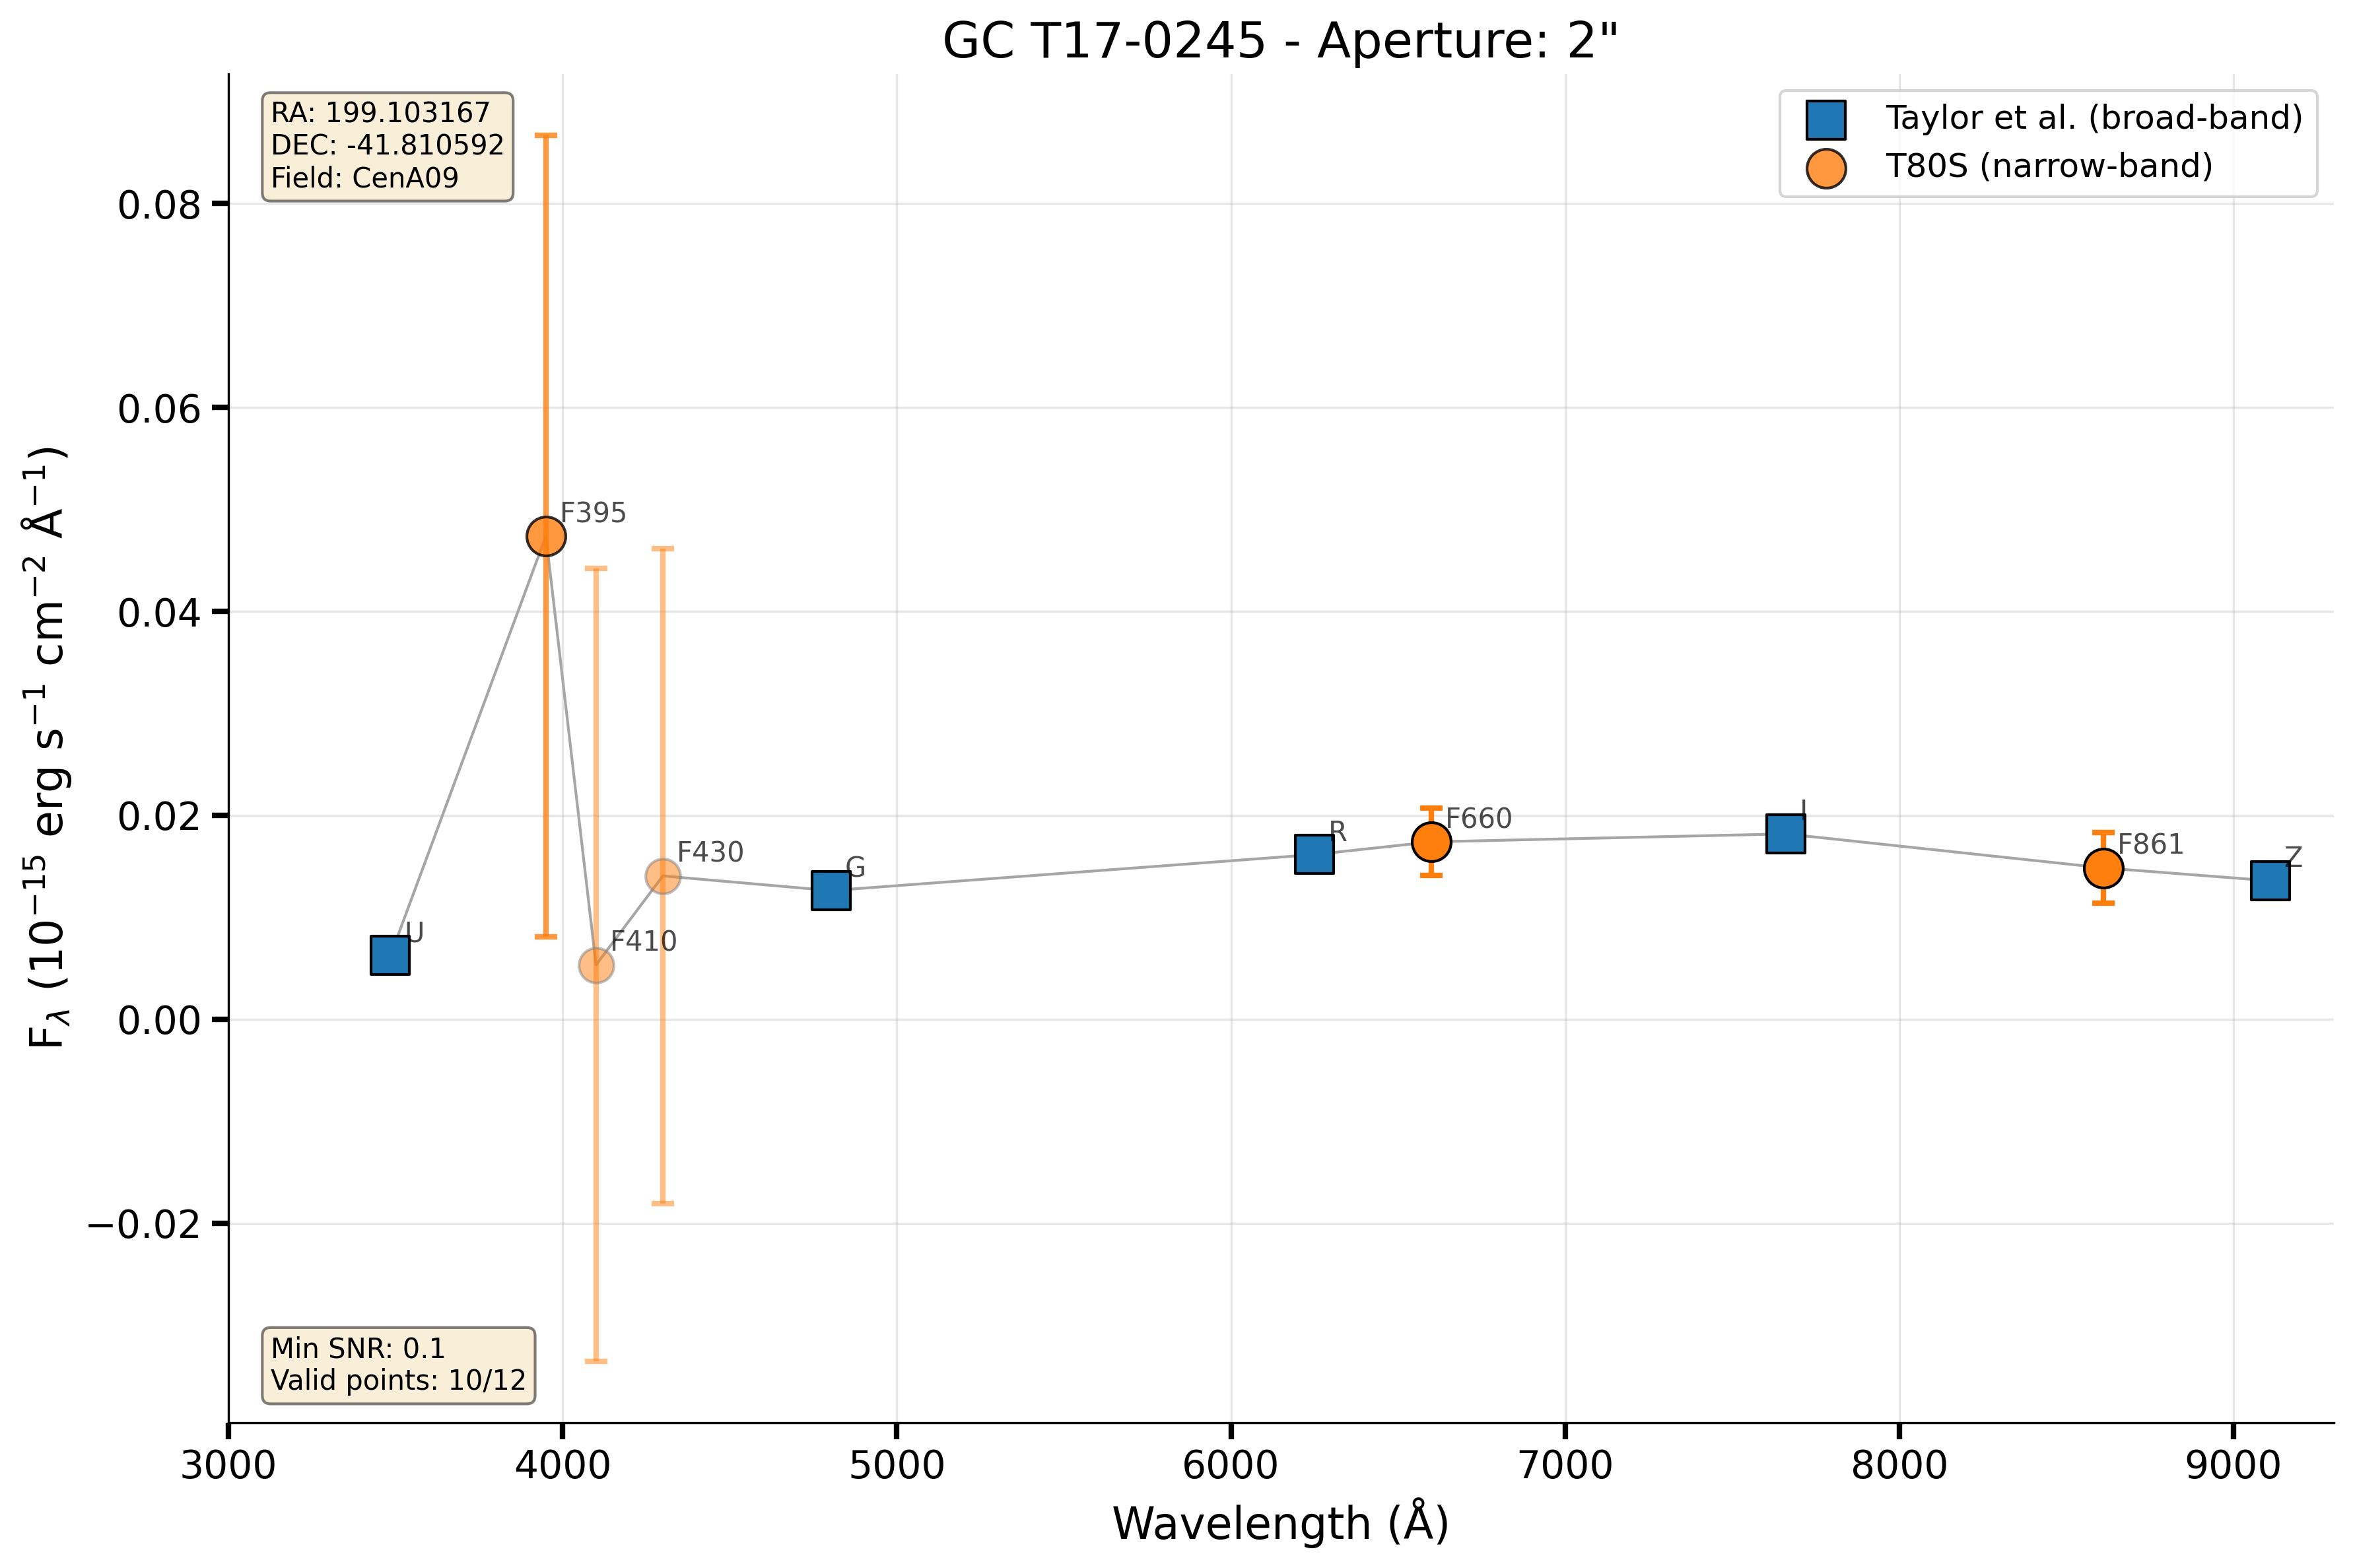 GC T17-0245 - Aperture: 2"
RA: 199.103167
DEC: -41.810592
Field: CenA09
Taylor et al. (broad-band)
T80S (narrow-band)
0.08
0.06
0.04
0.02
0.00
−0.02
F_λ (10⁻¹⁵ erg s⁻¹ cm⁻² Å⁻¹)
U
F395
F410
F430
G
R
F660
I
F861
Z
Min SNR: 0.1
Valid points: 10/12
3000 4000 5000 6000 7000 8000 9000
Wavelength (Å)